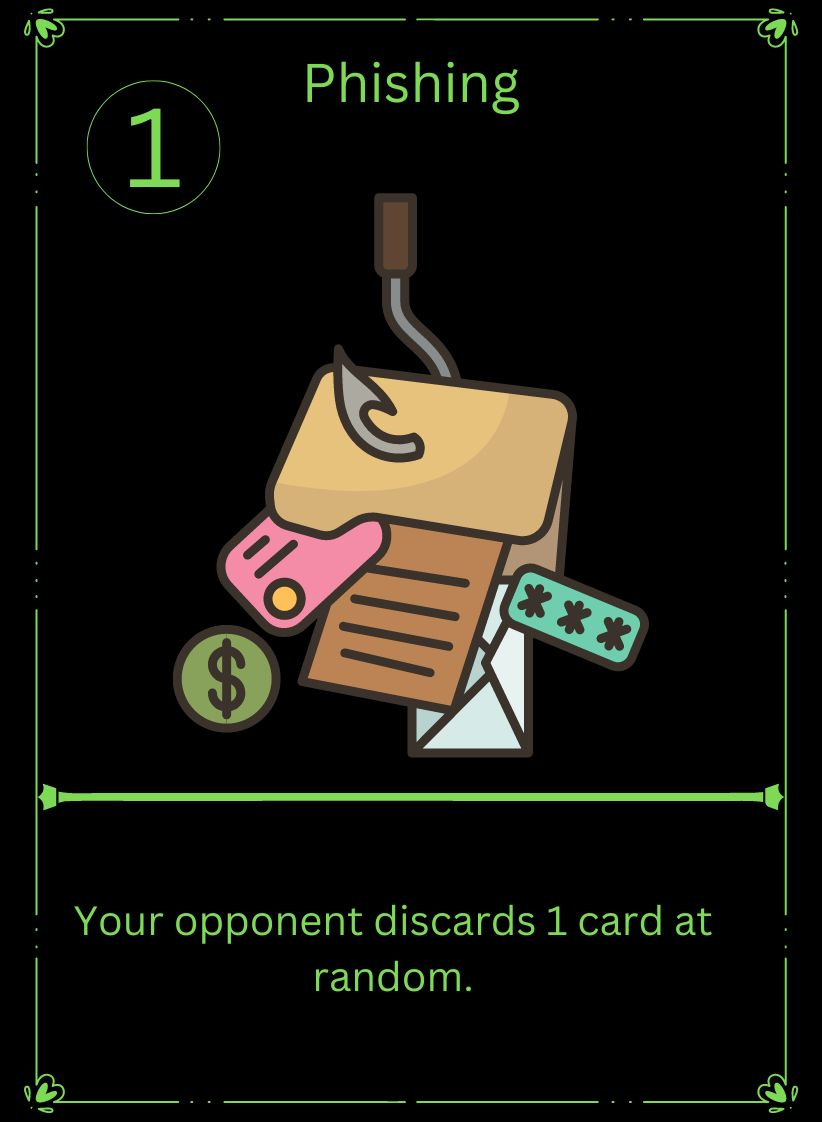 Phishing
1
$
***
Your opponent discards 1 card at
random.